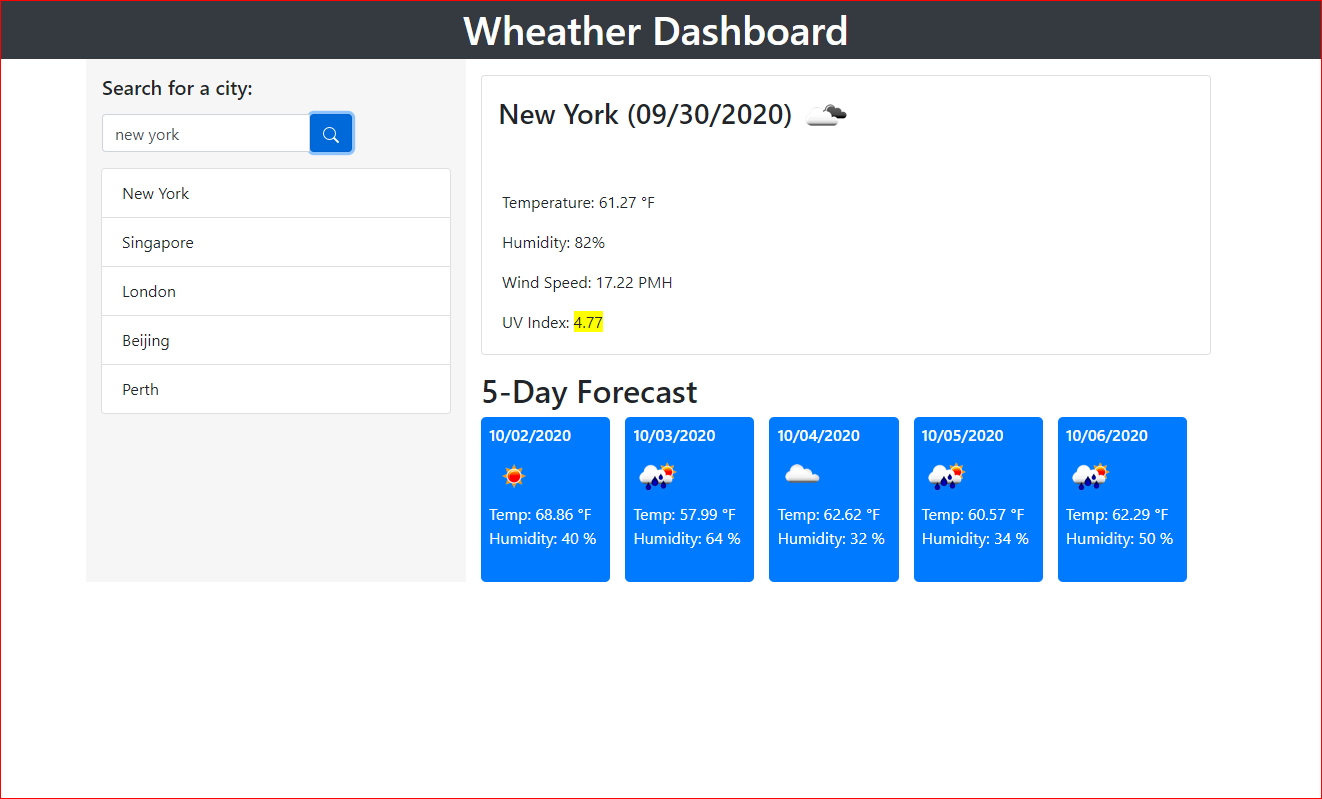 Wheather Dashboard
Search for a city:
new york
New York
Singapore
London
Beijing
Perth
New York (09/30/2020)
Temperature: 61.27 °F
Humidity: 82%
Wind Speed: 17.22 PMH
UV Index: 4.77
5-Day Forecast
10/02/2020
Temp: 68.86 °F
Humidity: 40 %
10/03/2020
Temp: 57.99 °F
Humidity: 64 %
10/04/2020
Temp: 62.62 °F
Humidity: 32 %
10/05/2020
Temp: 60.57 °F
Humidity: 34 %
10/06/2020
Temp: 62.29 °F
Humidity: 50 %